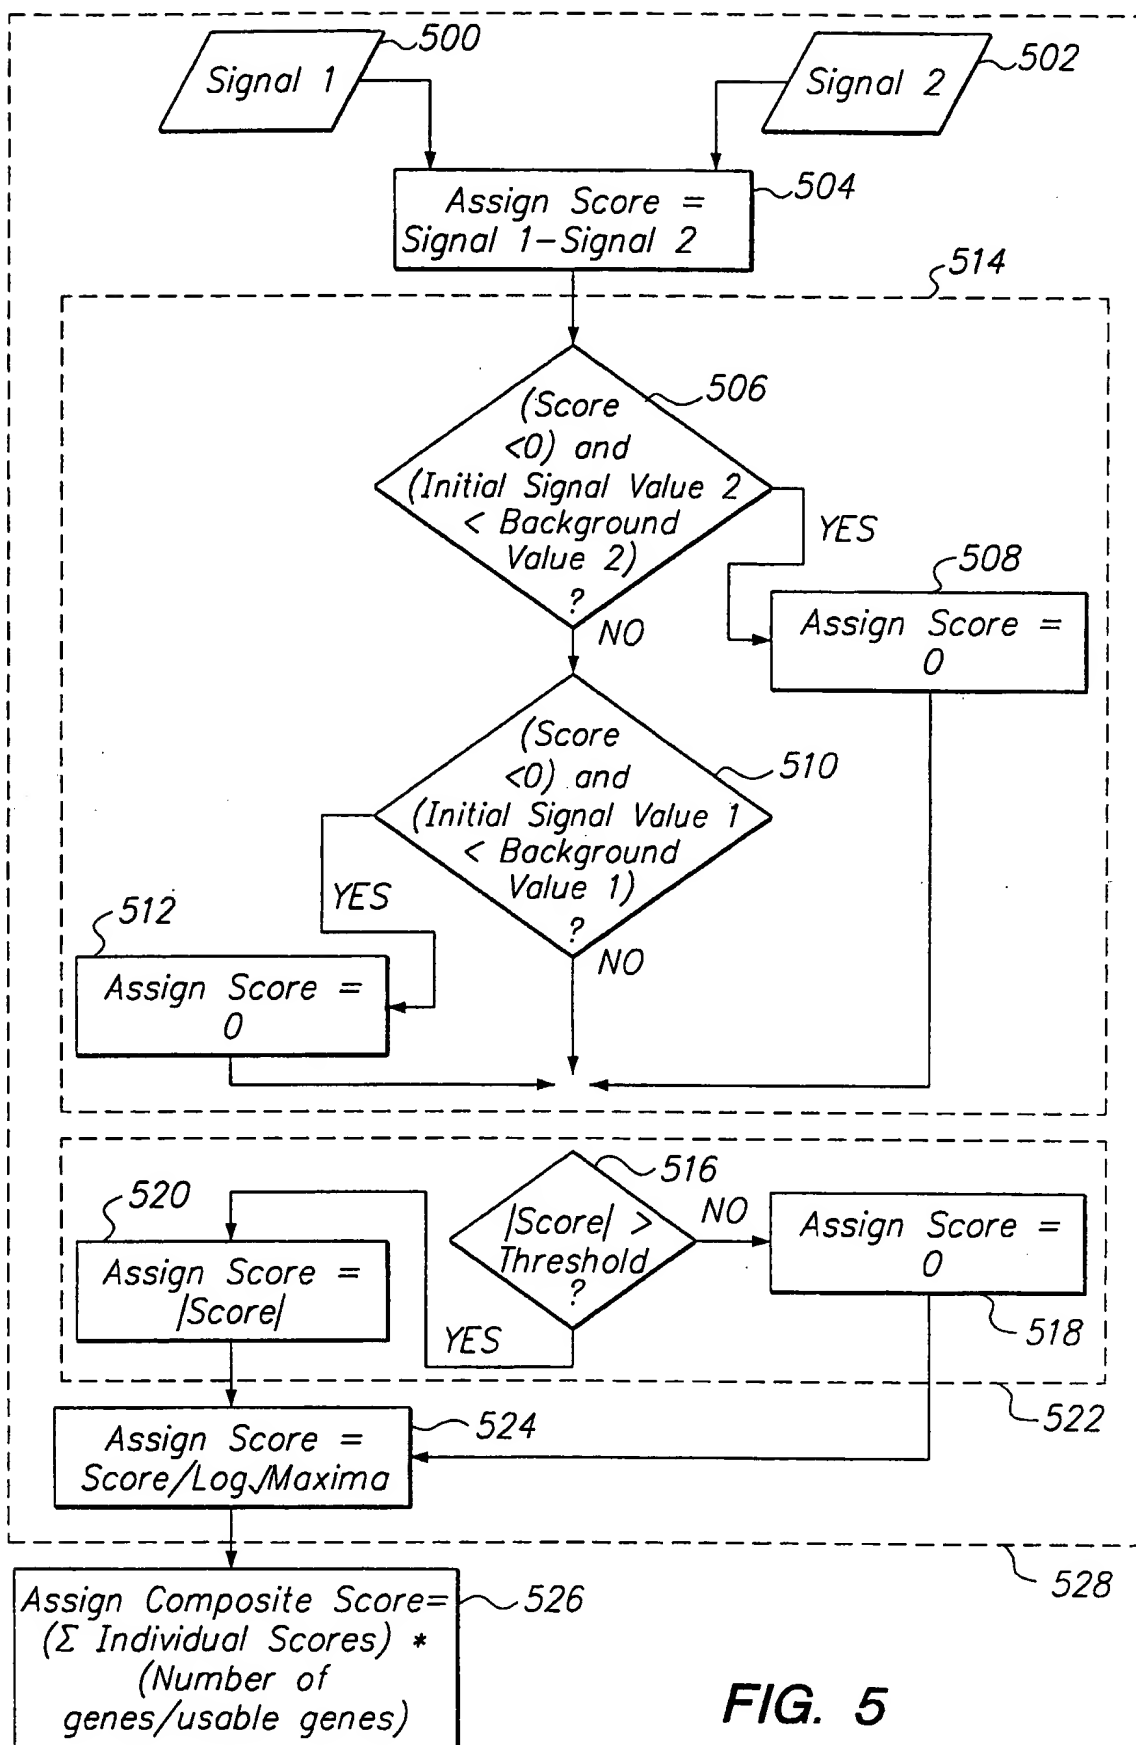 500
Signal 1
502
Signal 2
504
Assign Score =
Signal 1-Signal 2
514
506
(Score
<0) and
(Initial Signal Value 2
< Background
Value 2)
?
YES
NO
508
Assign Score =
0
510
(Score
<0) and
(Initial Signal Value 1
< Background
Value 1)
?
YES
NO
512
Assign Score =
0
516
|Score| >
Threshold
?
NO
YES
520
Assign Score =
|Score|
Assign Score =
0
518
522
524
Assign Score =
Score/Log√Maxima
528
526
Assign Composite Score=
(Σ Individual Scores) *
(Number of
genes/usable genes)
FIG. 5